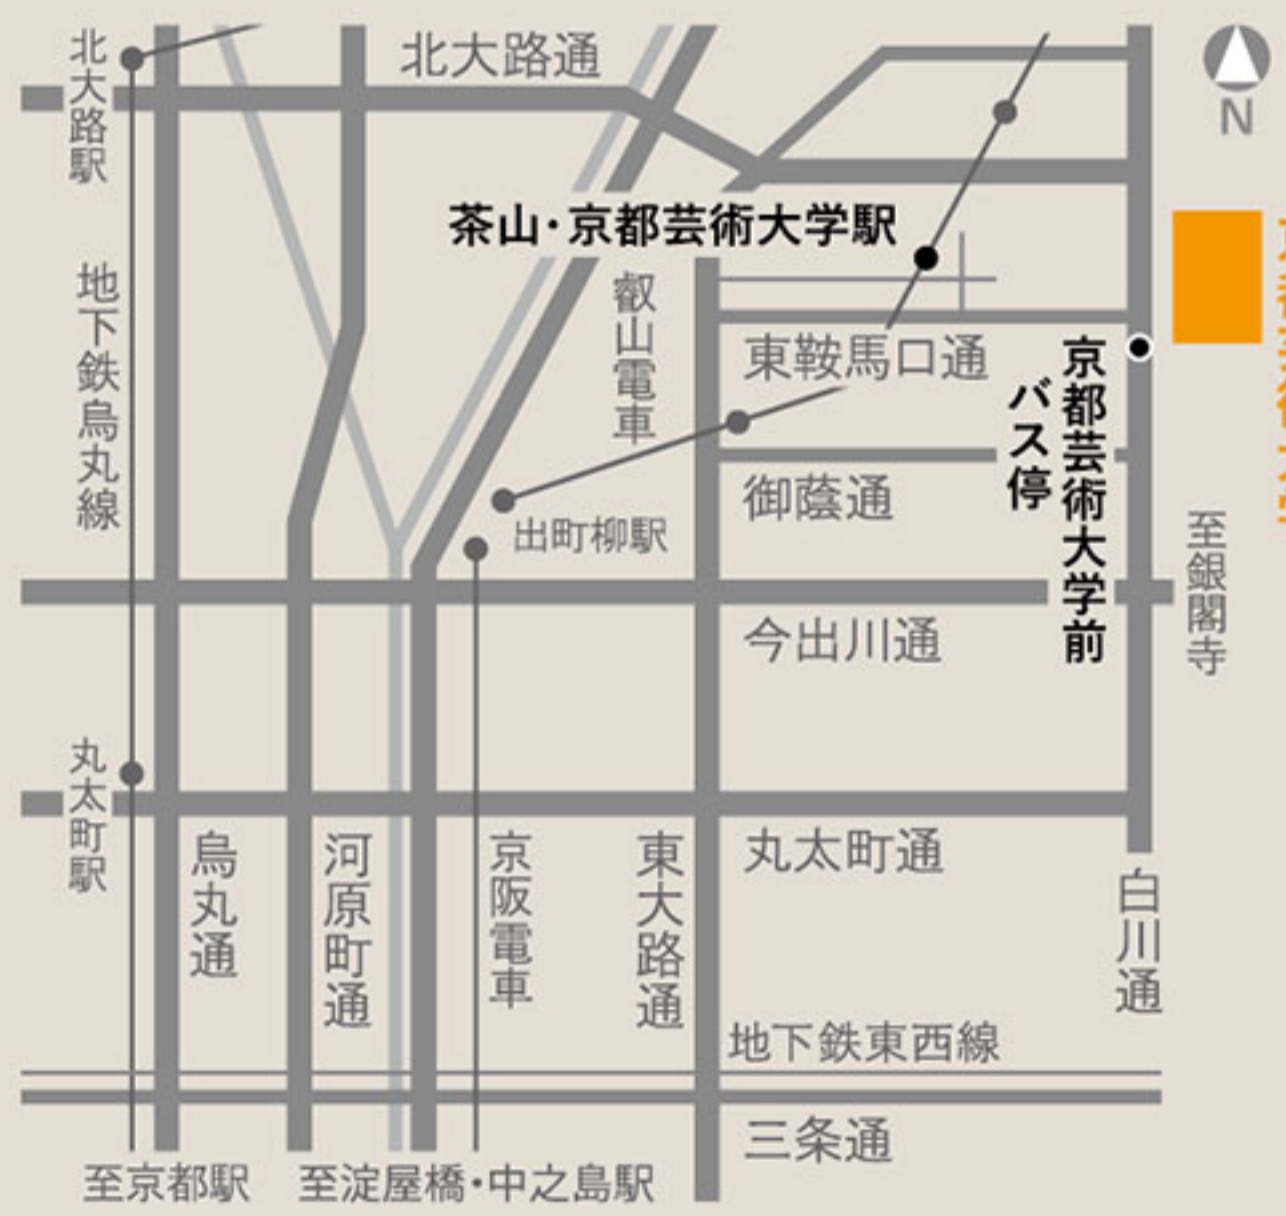 北大路駅
北大路通
N
茶山・京都芸術大学駅
地下鉄烏丸線
叡山電車
東鞍馬口通
京都芸術大学前
バス停
御蔭通
出町柳駅
至銀閣寺
今出川通
丸太町駅
烏丸通
河原町通
京阪電車
東大路通
丸太町通
白川通
地下鉄東西線
三条通
至京都駅
至淀屋橋・中之島駅